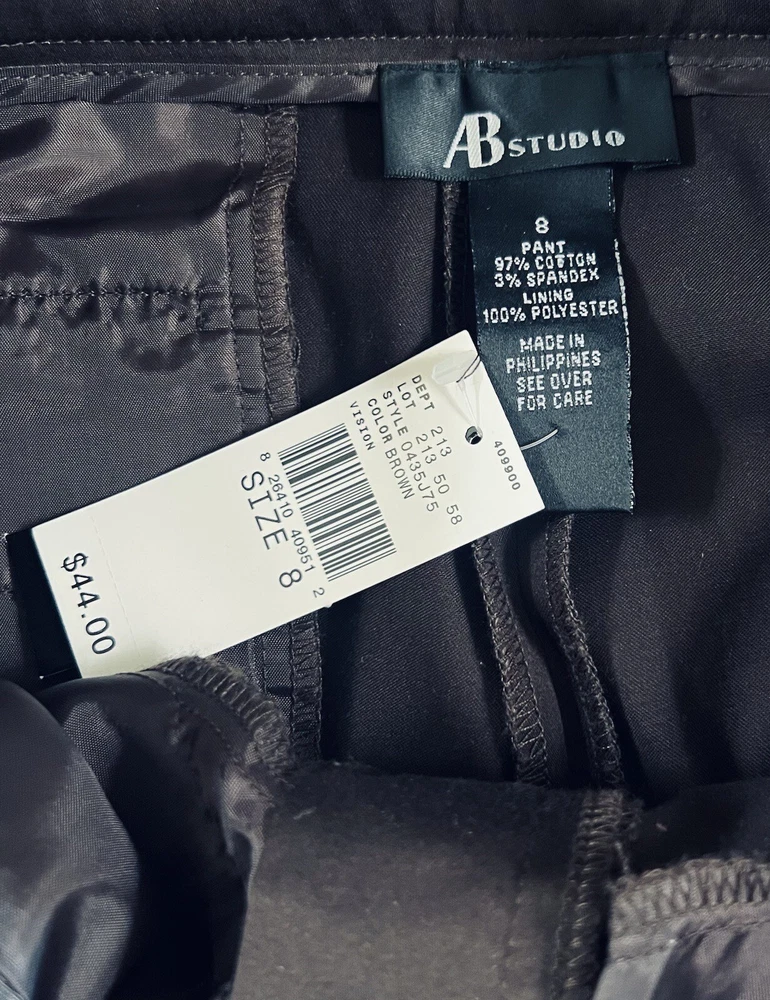 AB STUDIO
8
PANT
97% COTTON
3% SPANDEX
LINING
100% POLYESTER
MADE IN
PHILIPPINES
SEE OVER
FOR CARE
409900
DEPT 213
LOT 213 50 58
STYLE 0435J75
COLOR BROWN
VISION
8 26410 40951 2
SIZE 8
$44.00